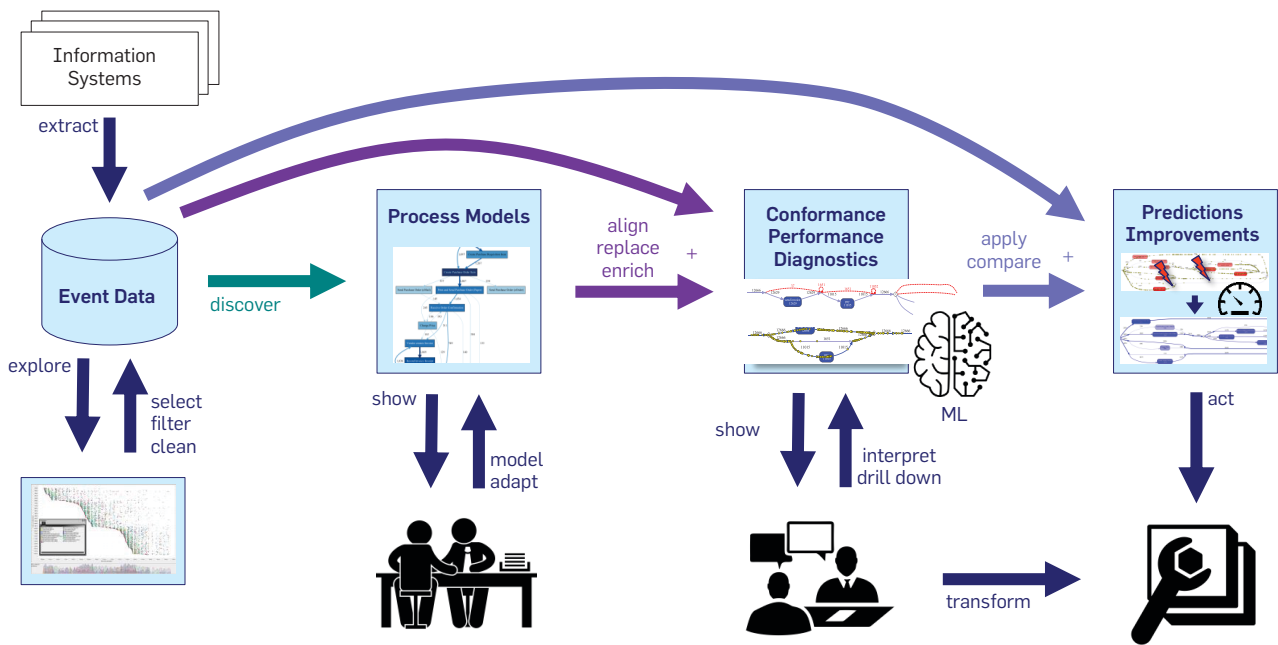 Information
Systems
extract
Event Data
explore
select
filter
clean
discover
Process Models
show
model
adapt
align
replace
enrich
+
Conformance
Performance
Diagnostics
ML
show
interpret
drill down
apply
compare
+
Predictions
Improvements
act
transform